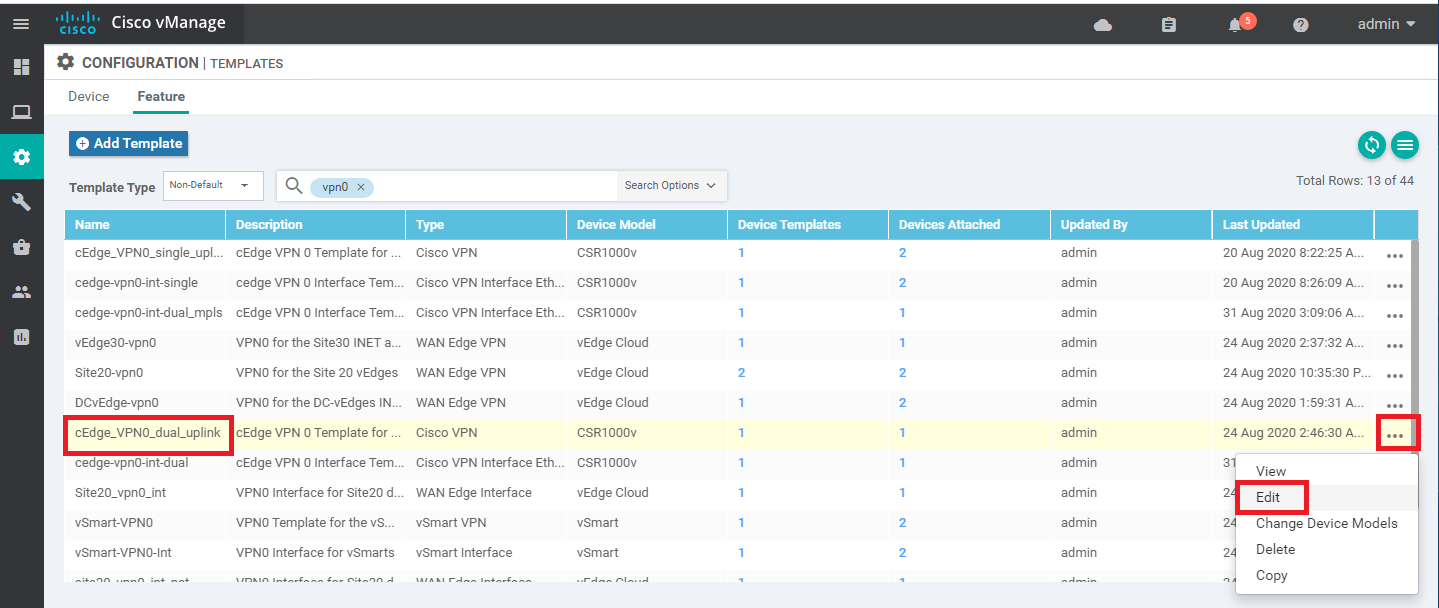 cisco Cisco vManage 5 admin
CONFIGURATION | TEMPLATES
Device Feature
Add Template
Template Type Non-Default vpn0 × Search Options Total Rows: 13 of 44
Name Description Type Device Model Device Templates Devices Attached Updated By Last Updated
cEdge_VPN0_single_upl... cEdge VPN 0 Template for ... Cisco VPN CSR1000v 1 2 admin 20 Aug 2020 8:22:25 A... •••
cedge-vpn0-int-single cedge VPN 0 Interface Tem... Cisco VPN Interface Eth... CSR1000v 1 2 admin 20 Aug 2020 8:26:09 A... •••
cedge-vpn0-int-dual_mpls cEdge VPN 0 Interface Tem... Cisco VPN Interface Eth... CSR1000v 1 1 admin 31 Aug 2020 3:09:06 A... •••
vEdge30-vpn0 VPN0 for the Site30 INET a... WAN Edge VPN vEdge Cloud 1 1 admin 24 Aug 2020 2:37:32 A... •••
Site20-vpn0 VPN0 for the Site 20 vEdges WAN Edge VPN vEdge Cloud 2 2 admin 24 Aug 2020 10:35:30 P... •••
DCvEdge-vpn0 VPN0 for the DC-vEdges IN... WAN Edge VPN vEdge Cloud 1 2 admin 24 Aug 2020 1:59:31 A... •••
cEdge_VPN0_dual_uplink cEdge VPN 0 Template for ... Cisco VPN CSR1000v 1 1 admin 24 Aug 2020 2:46:30 A... •••
cedge-vpn0-int-dual cEdge VPN 0 Interface Tem... Cisco VPN Interface Eth... CSR1000v 1 1 admin 31
Site20_vpn0_int VPN0 Interface for Site20 d... WAN Edge Interface vEdge Cloud 1 1 admin 24
vSmart-VPN0 VPN0 Template for the vS... vSmart VPN vSmart 1 2 admin 24
vSmart-VPN0-Int VPN0 Interface for vSmarts vSmart Interface vSmart 1 2 admin 24
View
Edit
Change Device Models
Delete
Copy